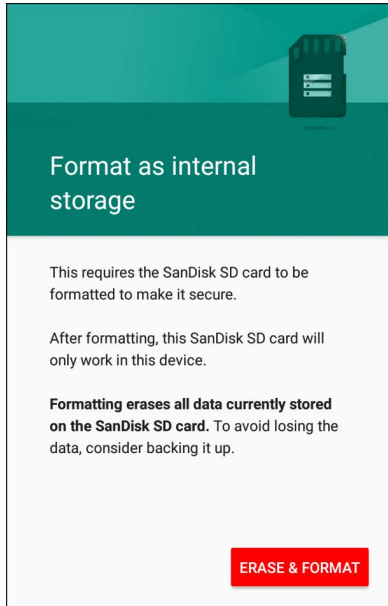 Format as internal
storage
This requires the SanDisk SD card to be
formatted to make it secure.
After formatting, this SanDisk SD card will
only work in this device.
Formatting erases all data currently stored
on the SanDisk SD card. To avoid losing the
data, consider backing it up.
ERASE & FORMAT